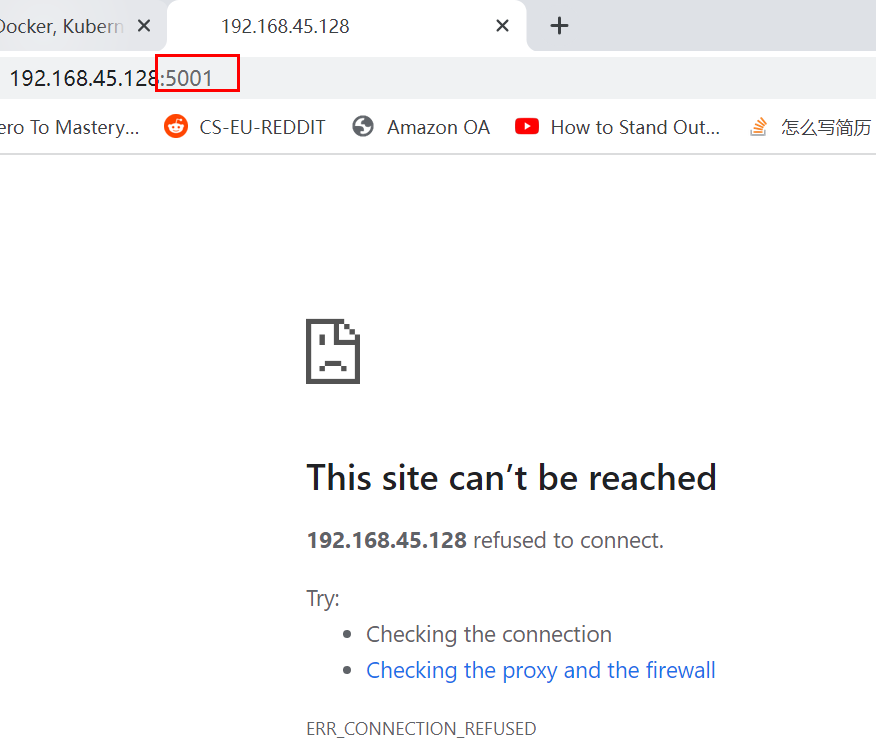 Docker, Kubern
192.168.45.128
192.168.45.128:5001
ero To Mastery...
CS-EU-REDDIT
Amazon OA
How to Stand Out...
怎么写简历
This site can’t be reached
192.168.45.128 refused to connect.
Try:
Checking the connection
Checking the proxy and the firewall
ERR_CONNECTION_REFUSED